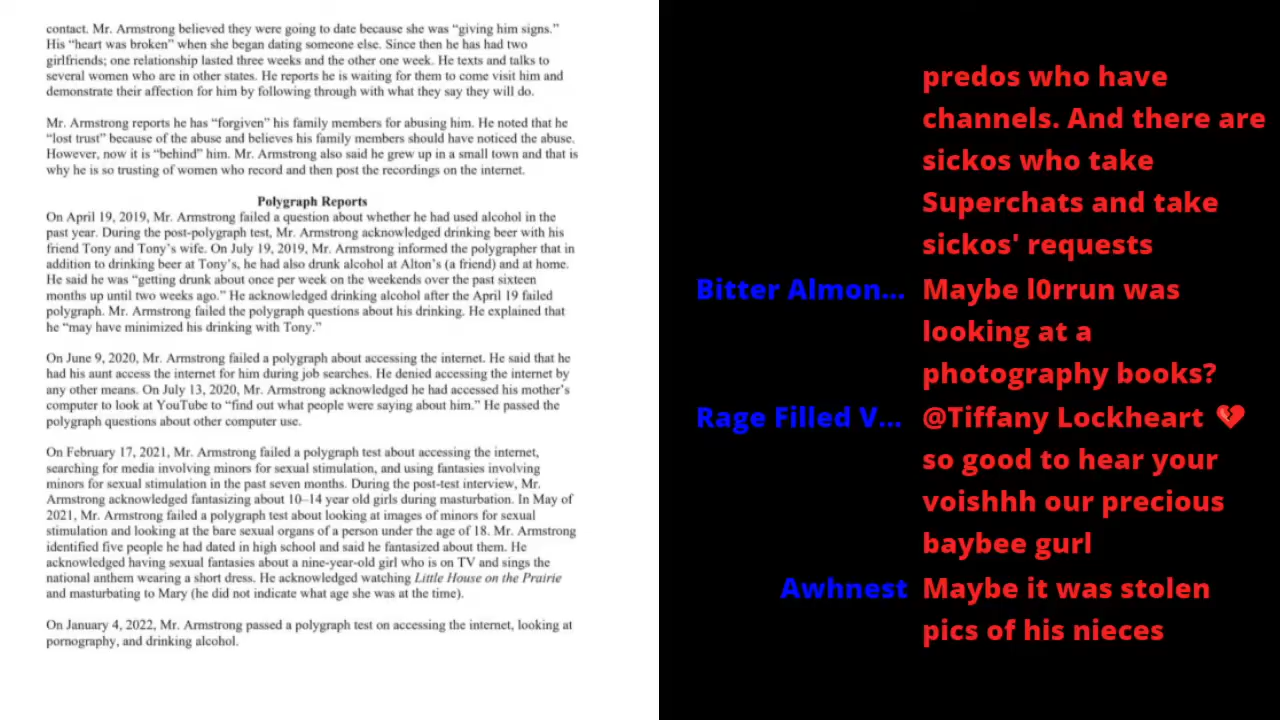 contact. Mr. Armstrong believed they were going to date because she was “giving him signs.”
His “heart was broken” when she began dating someone else. Since then he has had two
girlfriends; one relationship lasted three weeks and the other one week. He texts and talks to
several women who are in other states. He reports he is waiting for them to come visit him and
demonstrate their affection for him by following through with what they say they will do.
Mr. Armstrong reports he has “forgiven” his family members for abusing him. He noted that he
“lost trust” because of the abuse and believes his family members should have noticed the abuse.
However, now it is “behind” him. Mr. Armstrong also said he grew up in a small town and that is
why he is so trusting of women who record and then post the recordings on the internet.
Polygraph Reports
On April 19, 2019, Mr. Armstrong failed a question about whether he had used alcohol in the
past year. During the post-polygraph test, Mr. Armstrong acknowledged drinking beer with his
friend Tony and Tony’s wife. On July 19, 2019, Mr. Armstrong informed the polygrapher that in
addition to drinking beer at Tony’s, he had also drunk alcohol at Alton’s (a friend) and at home.
He said he was “getting drunk about once per week on the weekends over the past sixteen
months up until two weeks ago.” He acknowledged drinking alcohol after the April 19 failed
polygraph. Mr. Armstrong failed the polygraph questions about his drinking. He explained that
he “may have minimized his drinking with Tony.”
On June 9, 2020, Mr. Armstrong failed a polygraph about accessing the internet. He said that he
had his aunt access the internet for him during job searches. He denied accessing the internet by
any other means. On July 13, 2020, Mr. Armstrong acknowledged he had accessed his mother’s
computer to look at YouTube to “find out what people were saying about him.” He passed the
polygraph questions about other computer use.
On February 17, 2021, Mr. Armstrong failed a polygraph test about accessing the internet,
searching for media involving minors for sexual stimulation, and using fantasies involving
minors for sexual stimulation in the past seven months. During the post-test interview, Mr.
Armstrong acknowledged fantasizing about 10–14 year old girls during masturbation. In May of
2021, Mr. Armstrong failed a polygraph test about looking at images of minors for sexual
stimulation and looking at the bare sexual organs of a person under the age of 18. Mr. Armstrong
identified five people he had dated in high school and said he fantasized about them. He
acknowledged having sexual fantasies about a nine-year-old girl who is on TV and sings the
national anthem wearing a short dress. He acknowledged watching Little House on the Prairie
and masturbating to Mary (he did not indicate what age she was at the time).
On January 4, 2022, Mr. Armstrong passed a polygraph test on accessing the internet, looking at
pornography, and drinking alcohol.
predos who have
channels. And there are
sickos who take
Superchats and take
sickos' requests
Bitter Almon... Maybe l0rrun was
looking at a
photography books?
Rage Filled V... @Tiffany Lockheart 💔
so good to hear your
voishhh our precious
baybee gurl
Awhnest Maybe it was stolen
pics of his nieces